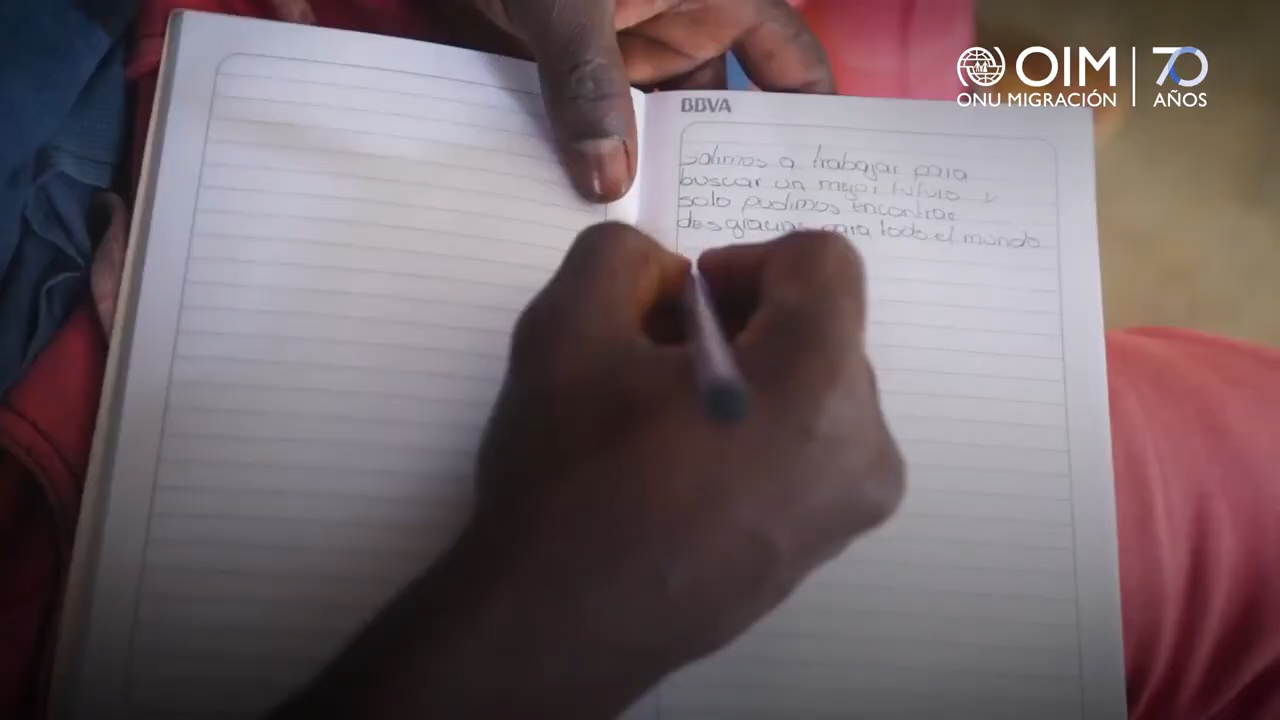 OIM
ONU MIGRACIÓN
70
AÑOS
BBVA
Salimos a trabajar para
buscar un mejor futuro y
solo pudimos encontrar
desgracias para todo el mundo